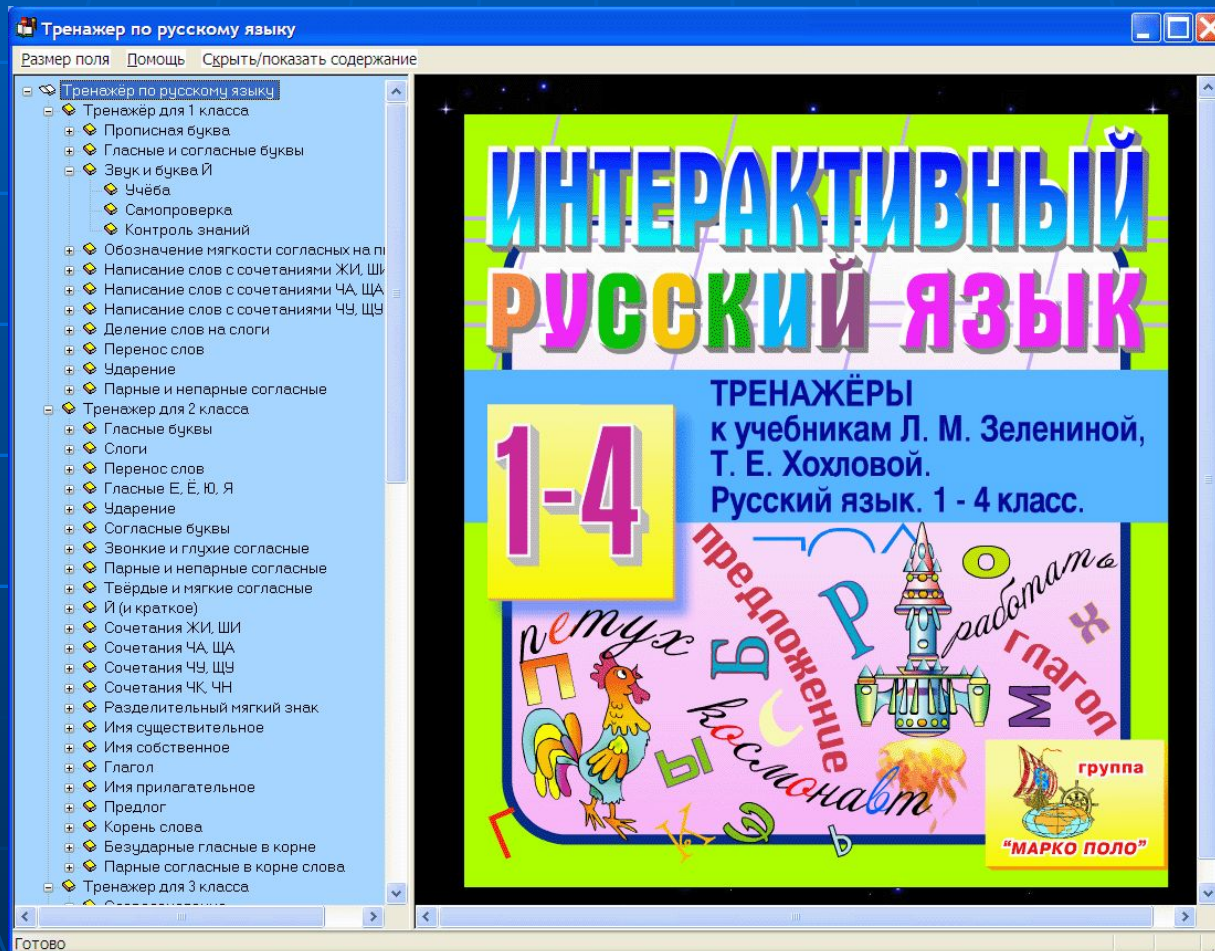 Тренажер по русскому языку
Размер поля Помощь Скрыть/показать содержание
Тренажёр по русскому языку
Тренажёр для 1 класса
Прописная буква
Гласные и согласные буквы
Звук и буква Й
Учёба
Самопроверка
Контроль знаний
Обозначение мягкости согласных на
Написание слов с сочетаниями ЖИ, ШИ
Написание слов с сочетаниями ЧА, ЩА
Написание слов с сочетаниями ЧУ, ЩУ
Деление слов на слоги
Перенос слов
Ударение
Парные и непарные согласные
Тренажер для 2 класса
Гласные буквы
Слоги
Перенос слов
Гласные Е, Ё, Ю, Я
Ударение
Согласные буквы
Звонкие и глухие согласные
Парные и непарные согласные
Твёрдые и мягкие согласные
Й (и краткое)
Сочетания ЖИ, ШИ
Сочетания ЧА, ЩА
Сочетания ЧУ, ЩУ
Сочетания ЧК, ЧН
Разделительный мягкий знак
Имя существительное
Имя собственное
Глагол
Имя прилагательное
Предлог
Корень слова
Безударные гласные в корне
Парные согласные в корне слова
Тренажер для 3 класса
Готово
ИНТЕРАКТИВНЫЙ
РУССКИЙ ЯЗЫК
1-4
ТРЕНАЖЁРЫ
к учебникам Л. М. Зелениной,
Т. Е. Хохловой.
Русский язык. 1 - 4 класс.
предложение
петух
работать
глагол
космонавт
П
Б
Р
О
Х
М
Ы
Г
К
Э
Ь
группа
"МАРКО ПОЛО"